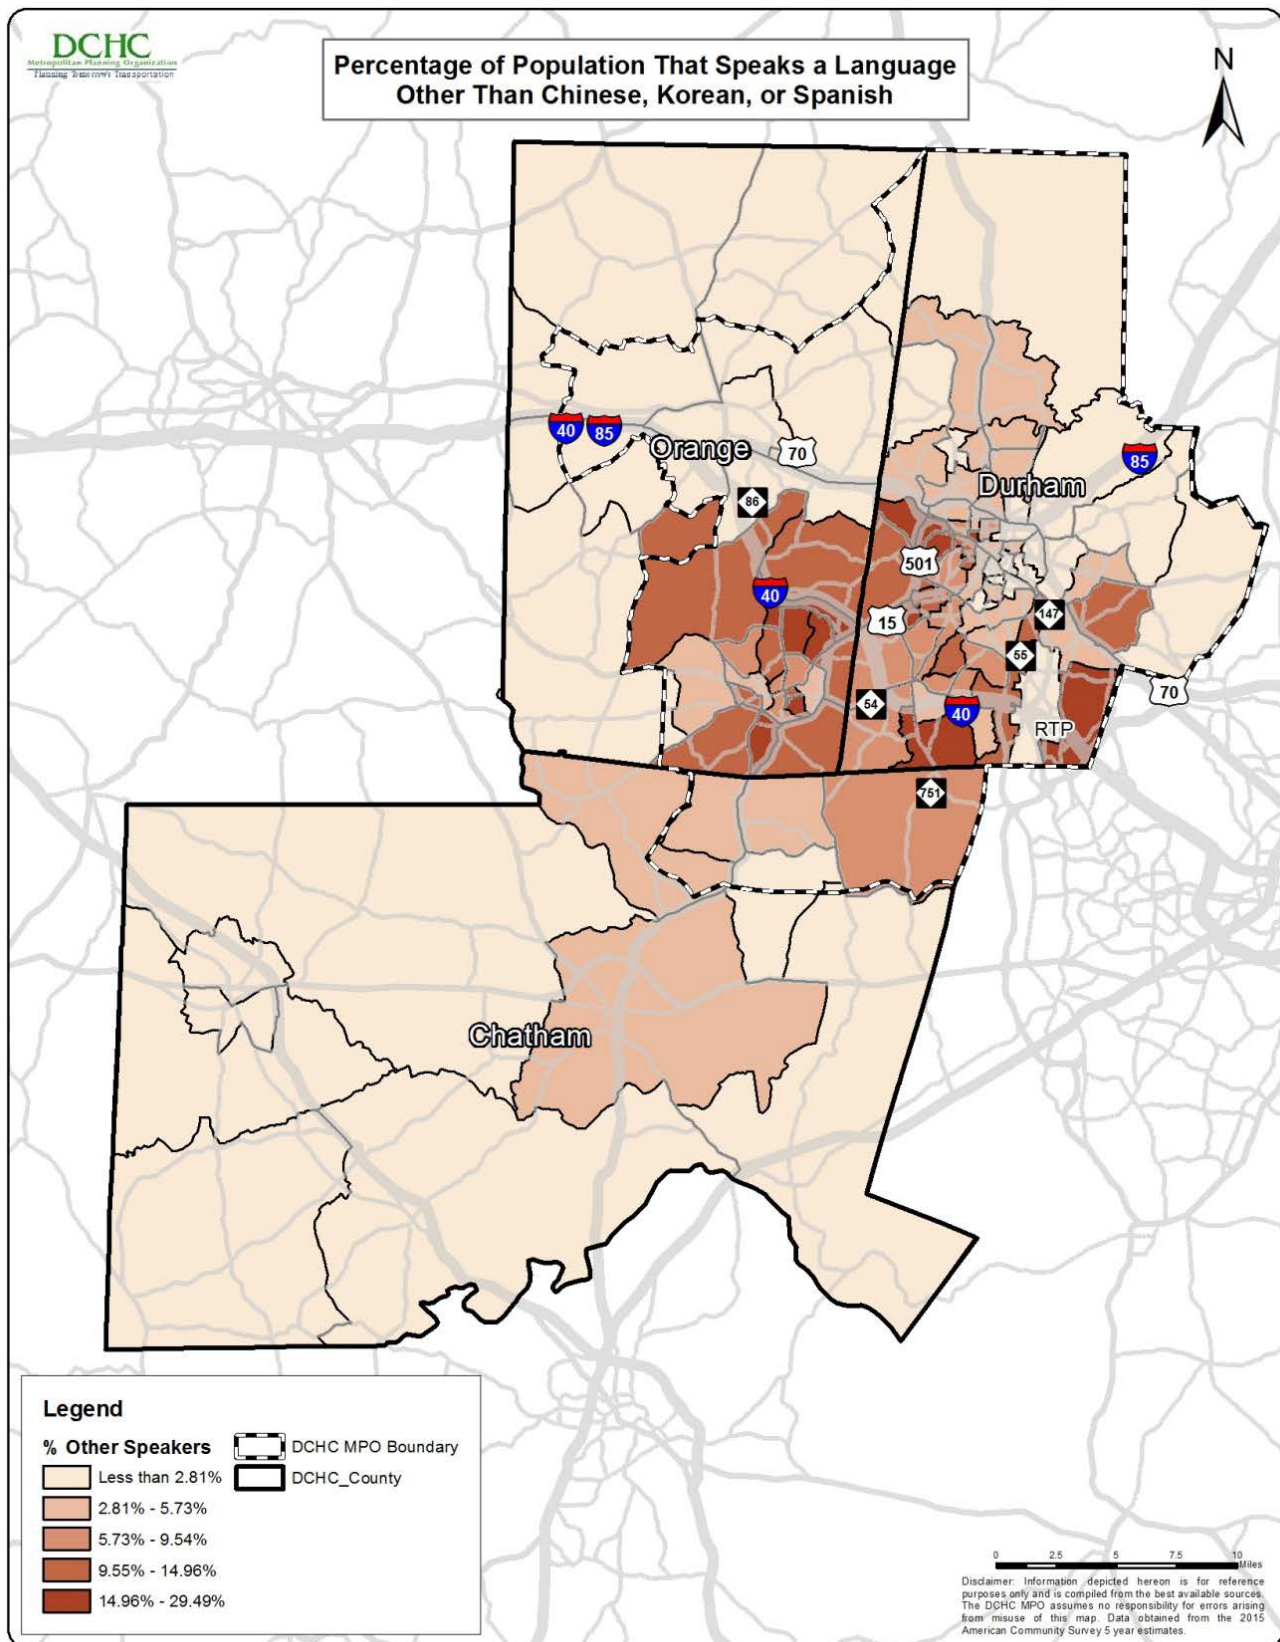 DCHC
Metropolitan Planning Organization
Planning Tomorrow's Transportation
Percentage of Population That Speaks a Language
Other Than Chinese, Korean, or Spanish
N
40
85
Orange
70
85
Durham
86
501
40
15
147
55
54
40
70
RTP
751
Chatham
Legend
% Other Speakers
Less than 2.81%
2.81% - 5.73%
5.73% - 9.54%
9.55% - 14.96%
14.96% - 29.49%
DCHC MPO Boundary
DCHC_County
0 2.5 5 7.5 10
Miles
Disclaimer: Information depicted hereon is for reference
purposes only and is compiled from the best available sources.
The DCHC MPO assumes no responsibility for errors arising
from misuse of this map. Data obtained from the 2015
American Community Survey 5 year estimates.